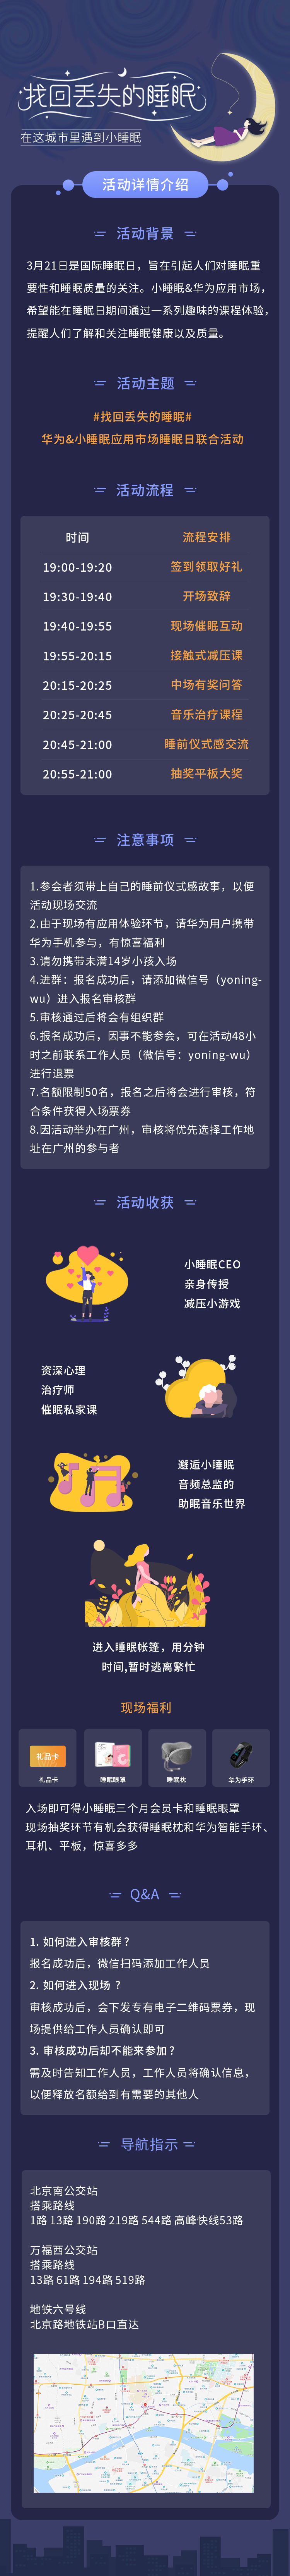 找回丢失的睡眠
在这城市里遇到小睡眠
活动详情介绍
活动背景
3月21日是国际睡眠日，旨在引起人们对睡眠重
要性和睡眠质量的关注。小睡眠&华为应用市场，
希望能在睡眠日期间通过一系列趣味的课程体验，
提醒人们了解和关注睡眠健康以及质量。
活动主题
#找回丢失的睡眠#
华为&小睡眠应用市场睡眠日联合活动
活动流程
时间 流程安排
19:00-19:20 签到领取好礼
19:30-19:40 开场致辞
19:40-19:55 现场催眠互动
19:55-20:15 接触式减压课
20:15-20:25 中场有奖问答
20:25-20:45 音乐治疗课程
20:45-21:00 睡前仪式感交流
20:55-21:00 抽奖平板大奖
注意事项
1.参会者须带上自己的睡前仪式感故事，以便
活动现场交流
2.由于现场有应用体验环节，请华为用户携带
华为手机参与，有惊喜福利
3.请勿携带未满14岁小孩入场
4.进群：报名成功后，请添加微信号（yoning-
wu）进入报名审核群
5.审核通过后将会有组织群
6.报名成功后，因事不能参会，可在活动48小
时之前联系工作人员（微信号：yoning-wu）
进行退票
7.名额限制50名，报名之后将会进行审核，符
合条件获得入场票券
8.因活动举办在广州，审核将优先选择工作地
址在广州的参与者
活动收获
小睡眠CEO
亲身传授
减压小游戏
资深心理
治疗师
催眠私家课
邂逅小睡眠
音频总监的
助眠音乐世界
进入睡眠帐篷，用分钟
时间,暂时逃离繁忙
现场福利
礼品卡
礼品卡 睡眠眼罩 睡眠枕 华为手环
入场即可得小睡眠三个月会员卡和睡眠眼罩
现场抽奖环节有机会获得睡眠枕和华为智能手环、
耳机、平板，惊喜多多
Q&A
1. 如何进入审核群？
报名成功后，微信扫码添加工作人员
2. 如何进入现场 ？
审核成功后，会下发专有电子二维码票券，现
场提供给工作人员确认即可
3. 审核成功后却不能来参加？
需及时告知工作人员，工作人员将确认信息，
以便释放名额给到有需要的其他人
导航指示
北京南公交站
搭乘路线
1路 13路 190路 219路 544路 高峰快线53路
万福西公交站
搭乘路线
13路 61路 194路 519路
地铁六号线
北京路地铁站B口直达